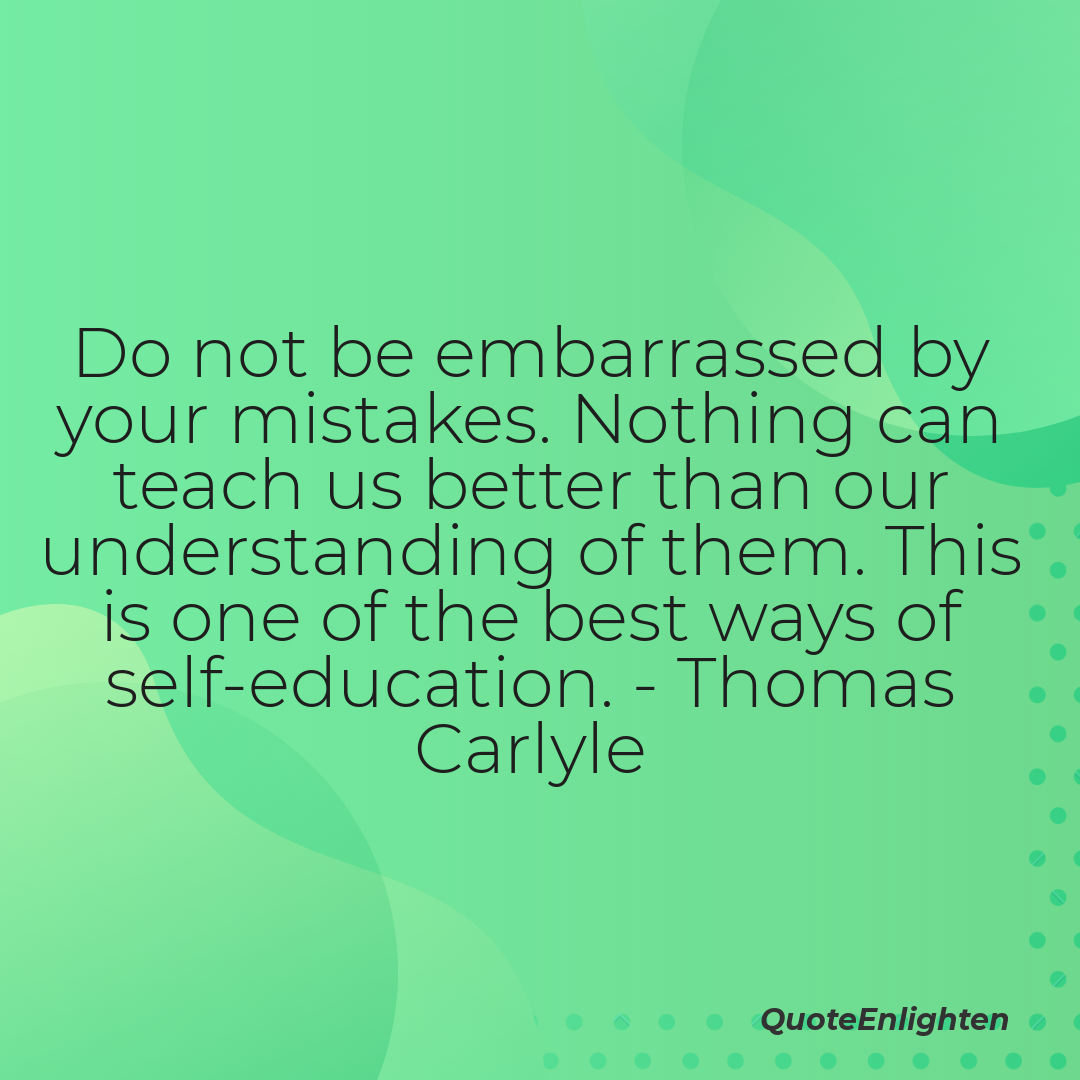 Do not be embarrassed by
your mistakes. Nothing can
teach us better than our
understanding of them. This
is one of the best ways of
self-education. - Thomas
Carlyle
QuoteEnlighten